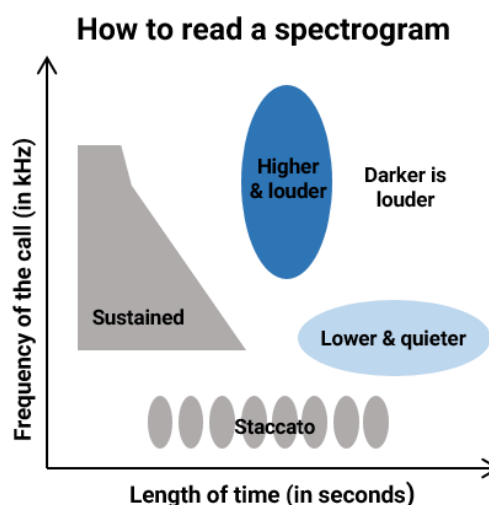 How to read a spectrogram
Frequency of the call (in kHz)
Higher
& louder
Darker is
louder
Sustained
Lower & quieter
Staccato
Length of time (in seconds)